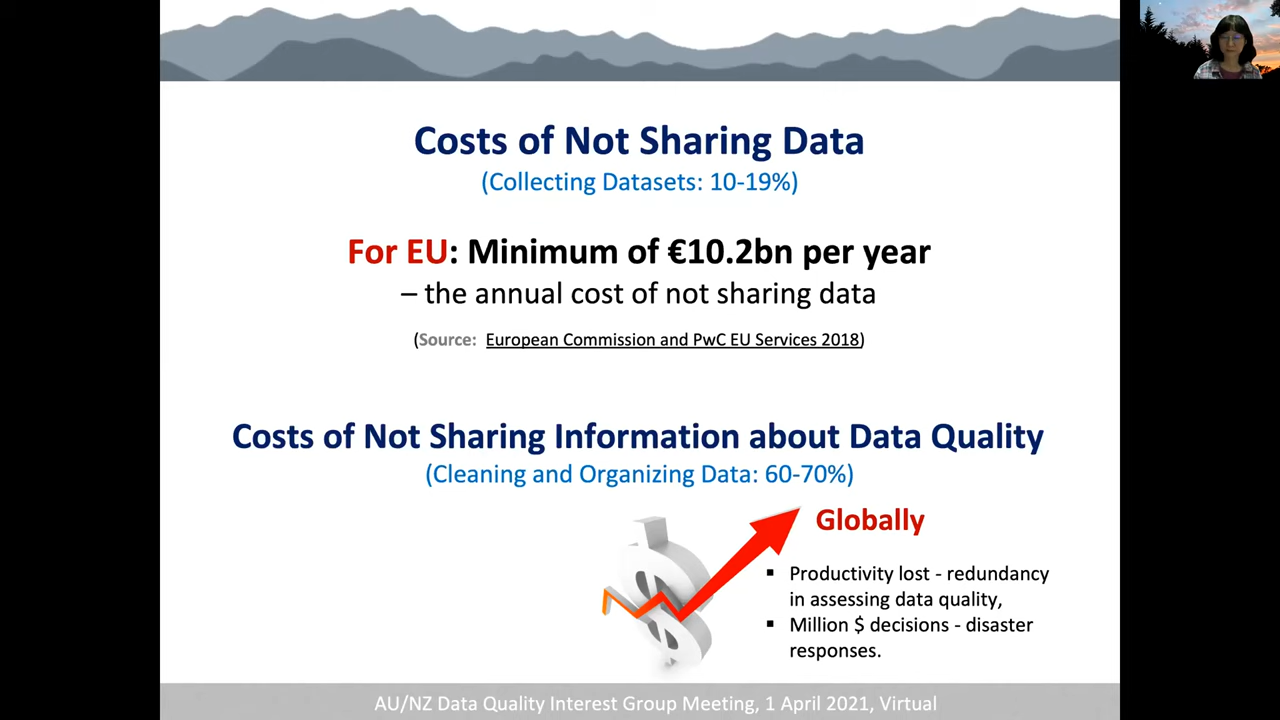 Costs of Not Sharing Data
(Collecting Datasets: 10-19%)
For EU: Minimum of €10.2bn per year
– the annual cost of not sharing data
(Source: European Commission and PwC EU Services 2018)
Costs of Not Sharing Information about Data Quality
(Cleaning and Organizing Data: 60-70%)
Globally
▪ Productivity lost - redundancy
in assessing data quality,
▪ Million $ decisions - disaster
responses.
AU/NZ Data Quality Interest Group Meeting, 1 April 2021, Virtual